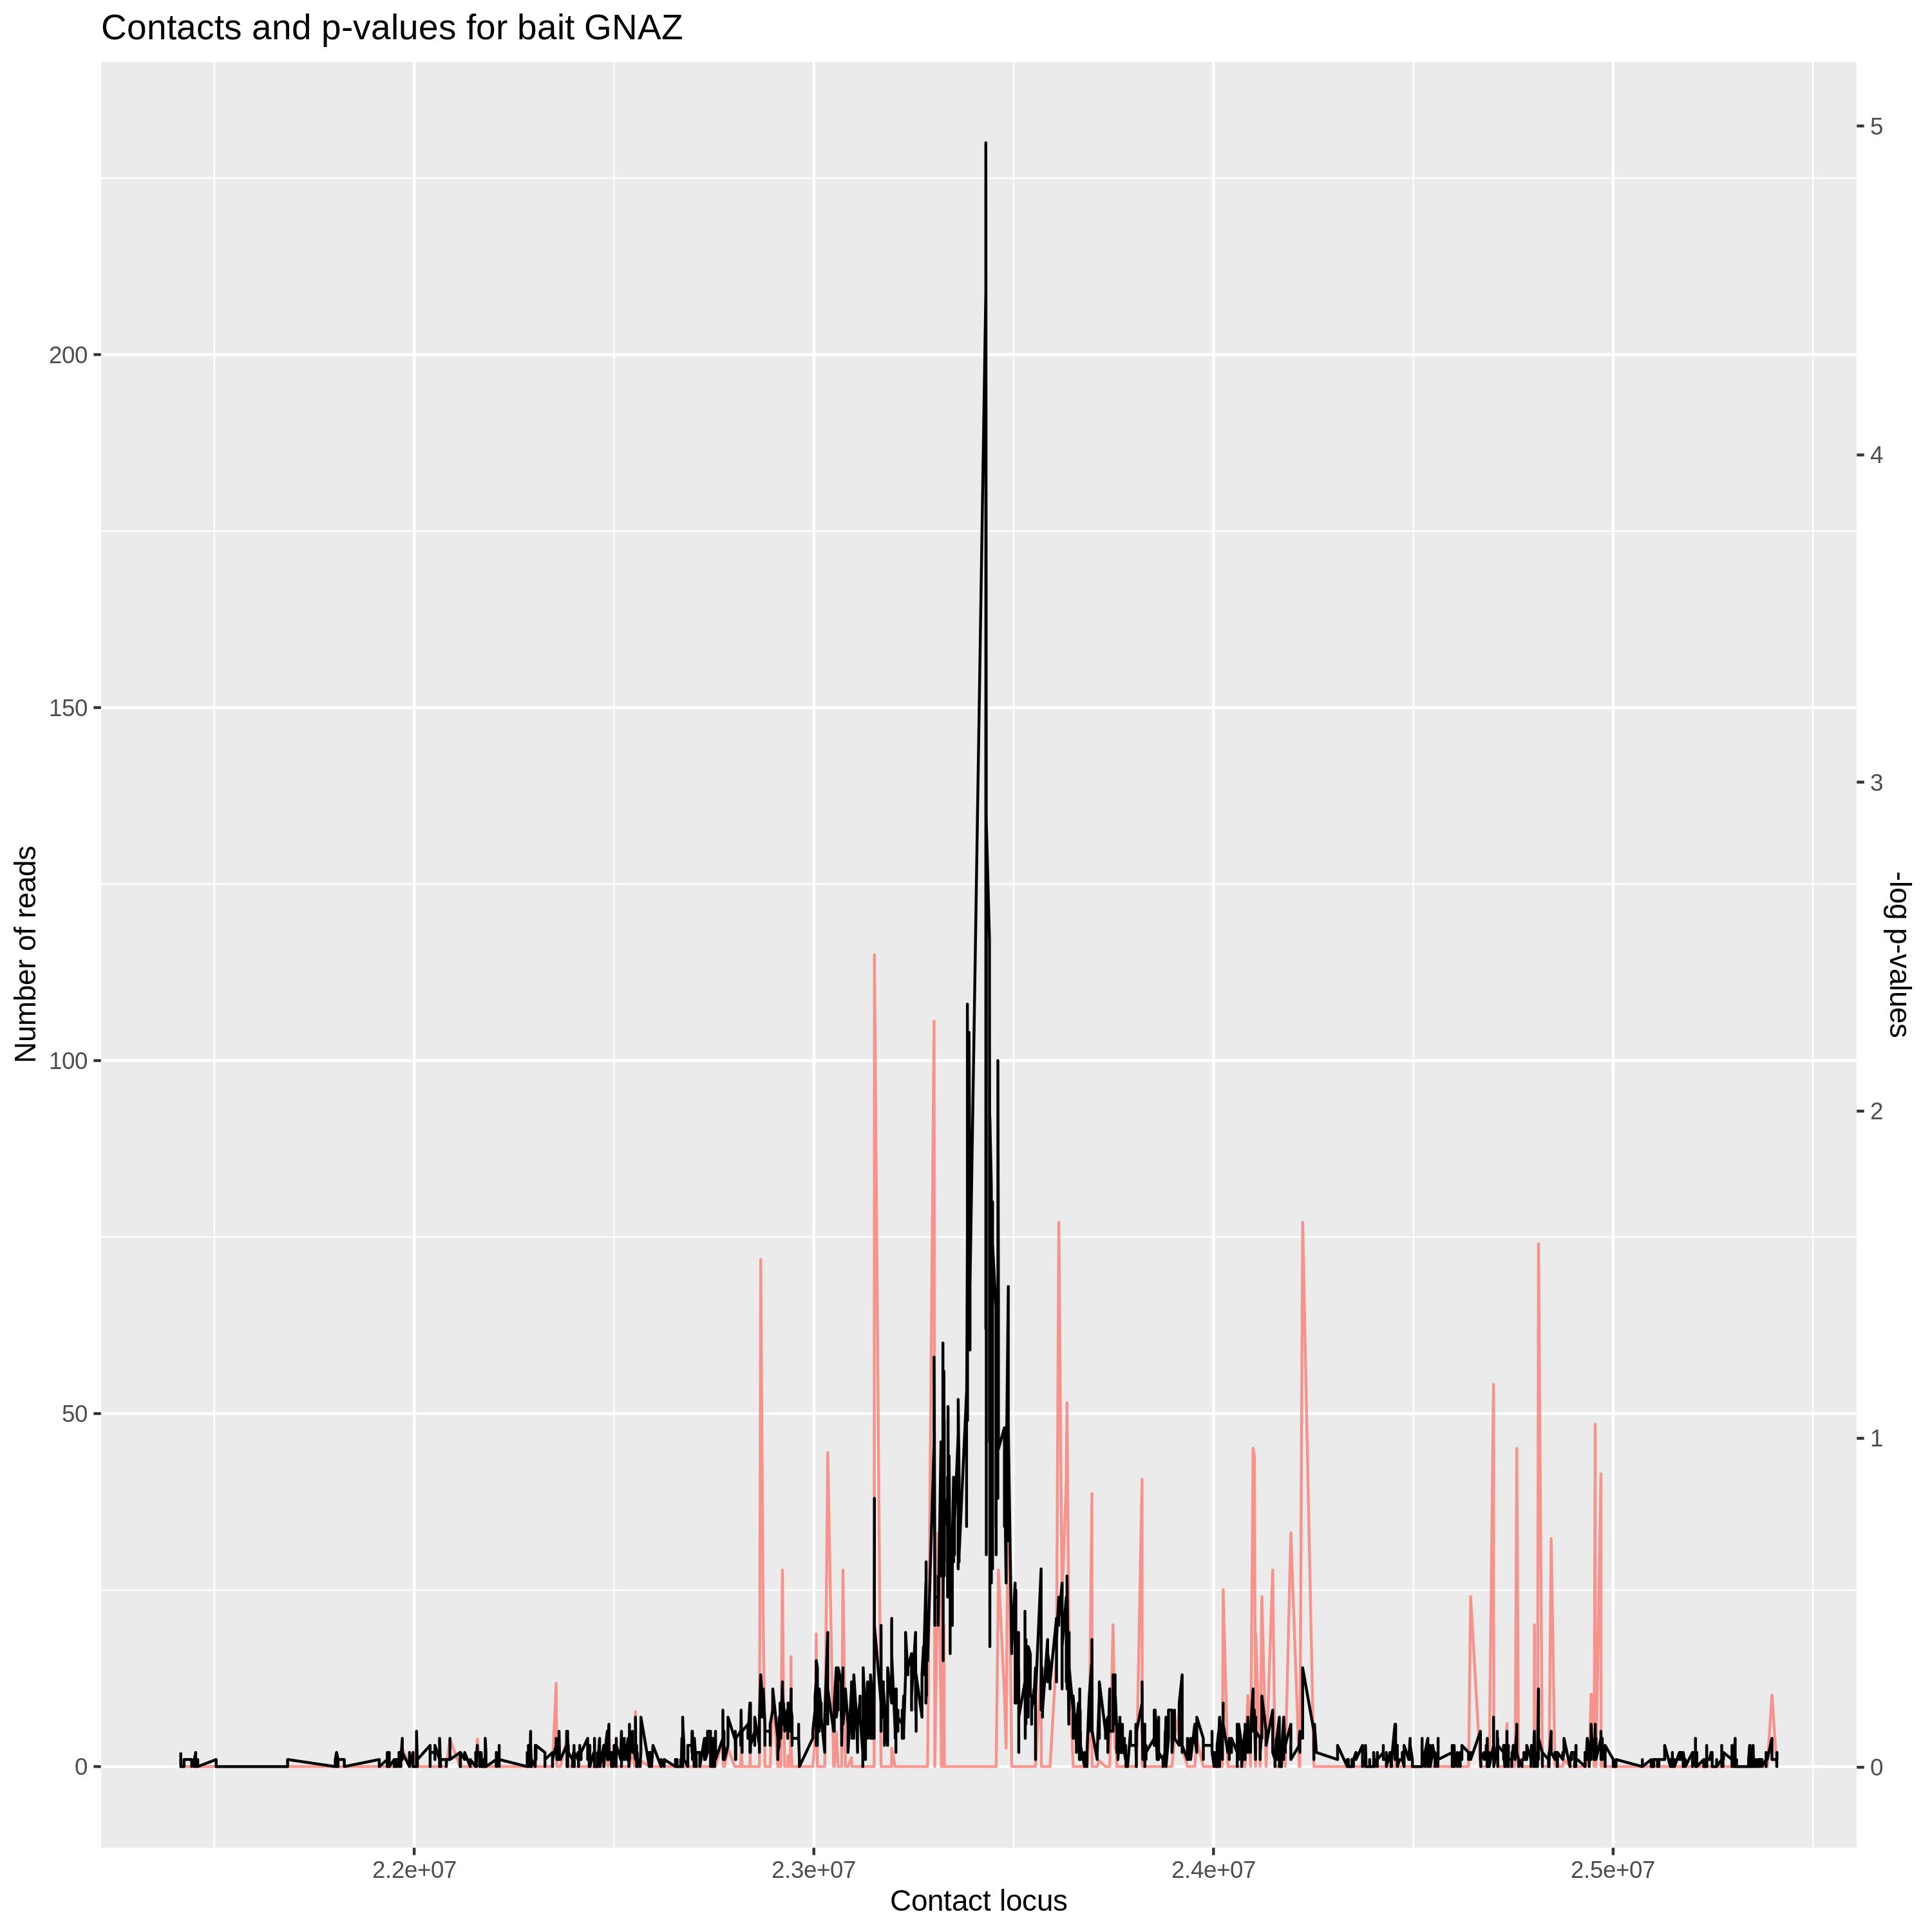 Contacts and p-values for bait GNAZ
Number of reads
200
150
100
50
0
5
4
3
2
1
0
-log p-values
2.2e+07
2.3e+07
2.4e+07
2.5e+07
Contact locus